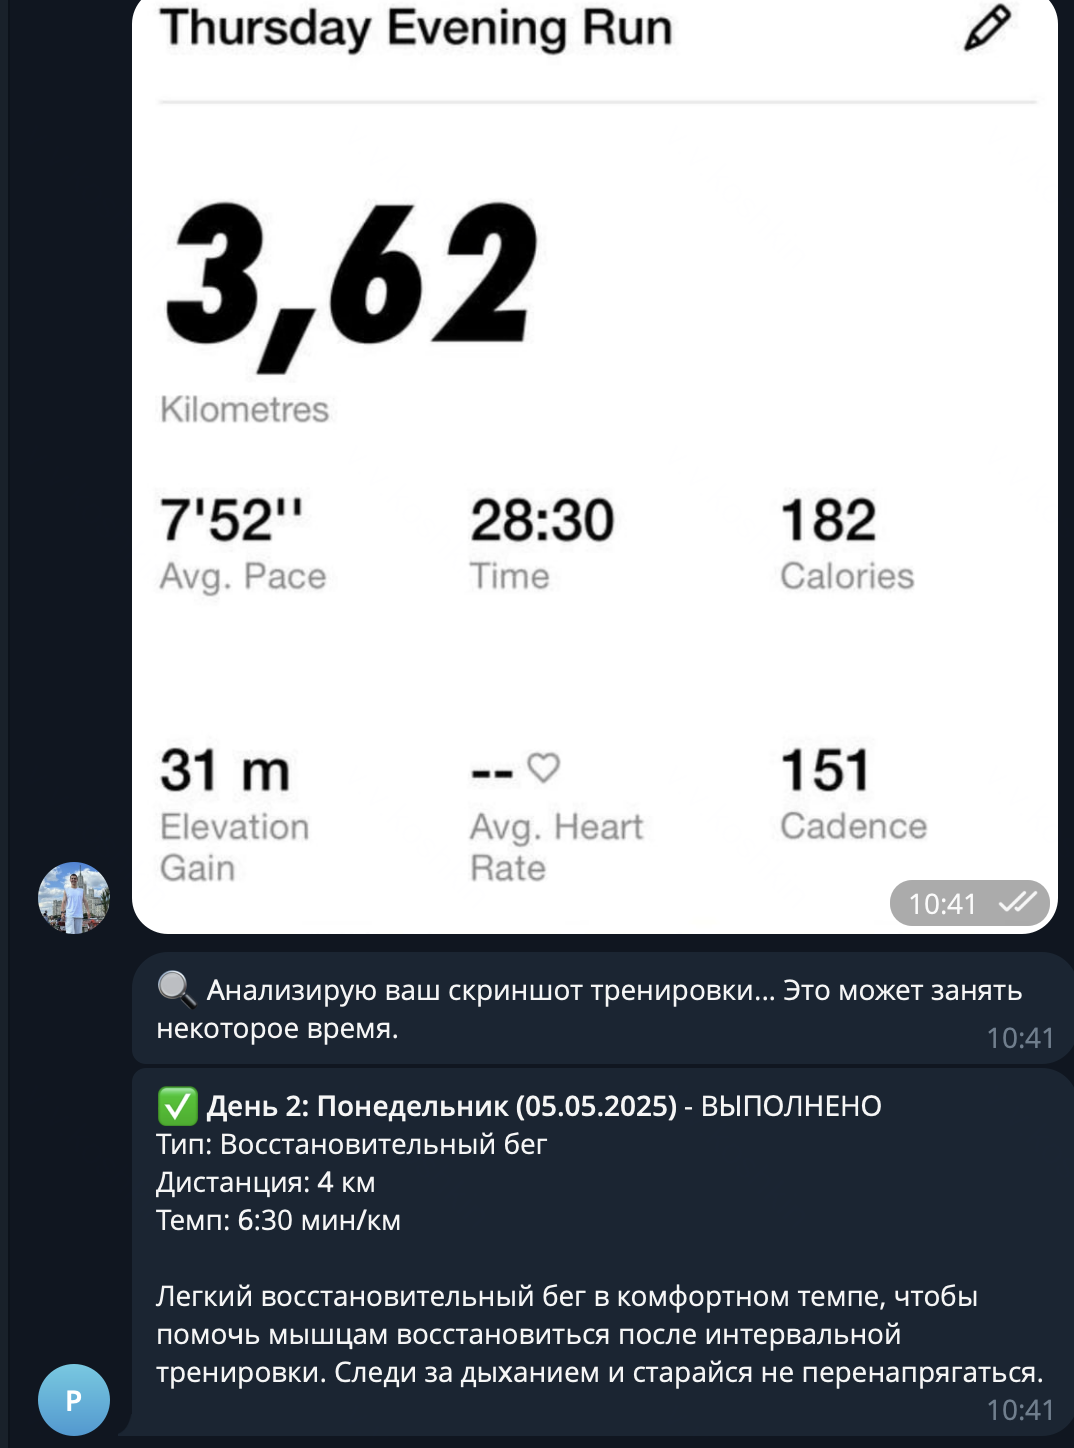 Thursday Evening Run
3,62
Kilometres
7'52''
28:30
182
Avg. Pace
Time
Calories
31 m
--
151
Elevation
Gain
Avg. Heart
Rate
Cadence
10:41
Анализирую ваш скриншот тренировки... Это может занять
некоторое время.
10:41
День 2: Понедельник (05.05.2025) - ВЫПОЛНЕНО
Тип: Восстановительный бег
Дистанция: 4 км
Темп: 6:30 мин/км
Легкий восстановительный бег в комфортном темпе, чтобы
помочь мышцам восстановиться после интервальной
тренировки. Следи за дыханием и старайся не перенапрягаться.
10:41
P